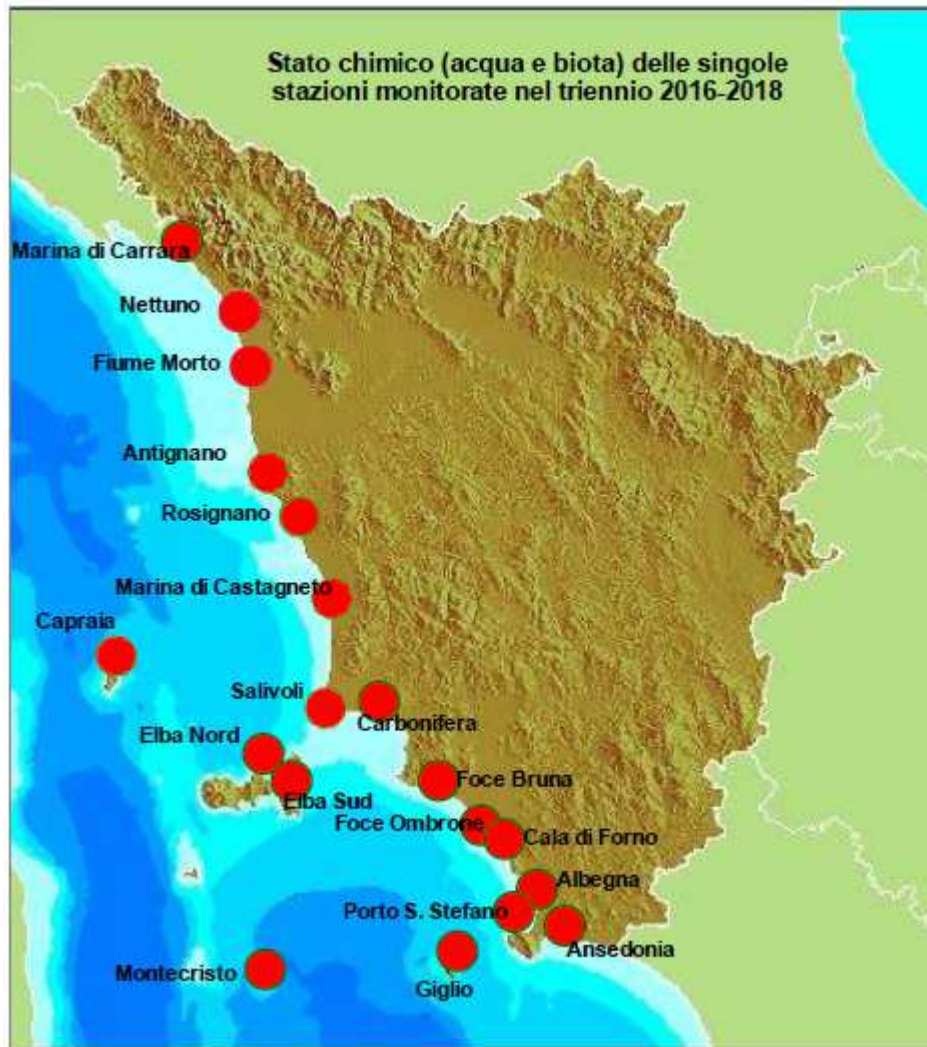 Stato chimico (acqua e biota) delle singole
stazioni monitorate nel triennio 2016-2018
Marina di Carrara
Nettuno
Fiume Morto
Antignano
Rosignano
Marina di Castagneto
Capraia
Salivoli
Carbonifera
Elba Nord
Elba Sud
Foce Bruna
Foce Ombrone
Cala di Forno
Albegna
Porto S. Stefano
Ansedonia
Montecristo
Giglio